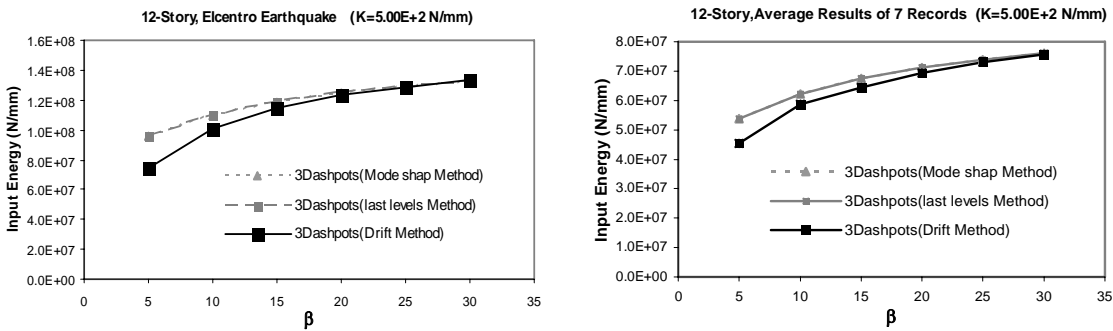 12-Story, Elcentro Earthquake (K=5.00E+2 N/mm)
Input Energy (N/mm)
1.6E+08
1.4E+08
1.2E+08
1.0E+08
8.0E+07
6.0E+07
4.0E+07
2.0E+07
0.0E+00
3Dashpots(Mode shap Method)
3Dashpots(last levels Method)
3Dashpots(Drift Method)
0 5 10 15 20 25 30 35
β
12-Story,Average Results of 7 Records (K=5.00E+2 N/mm)
Input Energy (N/mm)
8.0E+07
7.0E+07
6.0E+07
5.0E+07
4.0E+07
3.0E+07
2.0E+07
1.0E+07
0.0E+00
3Dashpots(Mode shap Method)
3Dashpots(last levels Method)
3Dashpots(Drift Method)
0 5 10 15 20 25 30 35
β